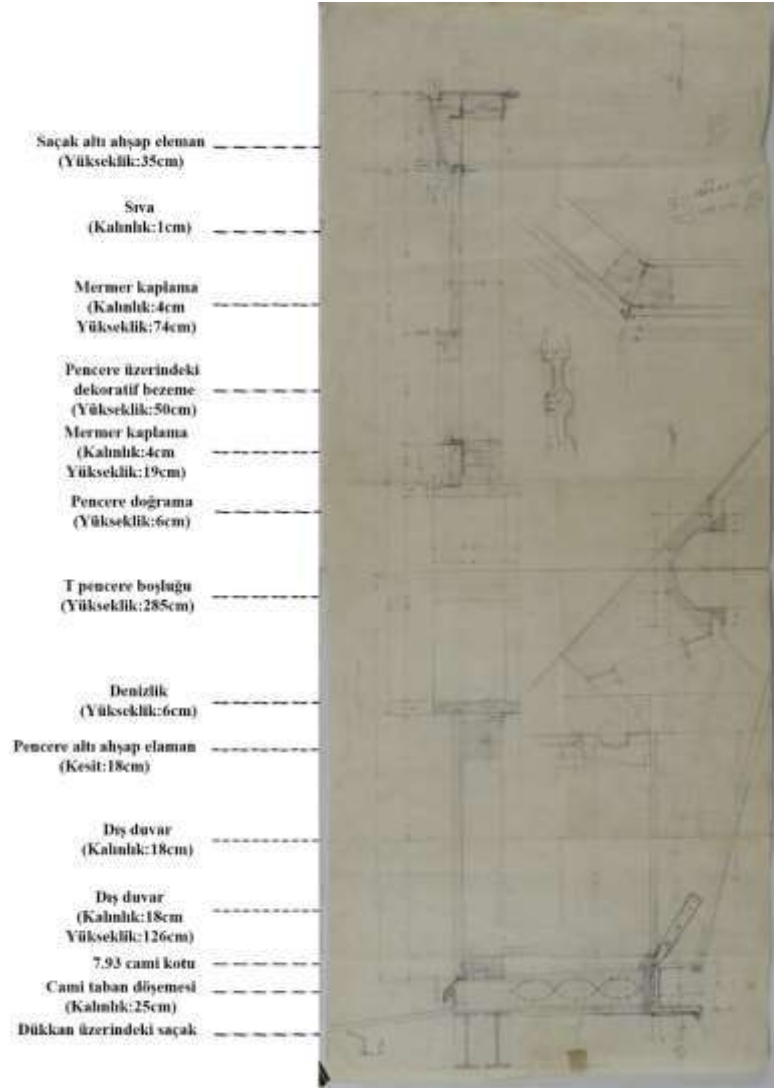 Saçak altı ahşap eleman
(Yükseklik:35cm)
Sıva
(Kalınlık:1cm)
Mermer kaplama
(Kalınlık:4cm
Yükseklik:74cm)
Pencere üzerindeki
dekoratif bezeme
(Yükseklik:50cm)
Mermer kaplama
(Kalınlık:4cm
Yükseklik:19cm)
Pencere doğrama
(Yükseklik:6cm)
T pencere boşluğu
(Yükseklik:285cm)
Denizlik
(Yükseklik:6cm)
Pencere altı ahşap elaman
(Kesit:18cm)
Dış duvar
(Kalınlık:18cm)
Dış duvar
(Kalınlık:18cm
Yükseklik:126cm)
7.93 cami kotu
Cami taban döşemesi
(Kalınlık:25cm)
Dükkan üzerindeki saçak